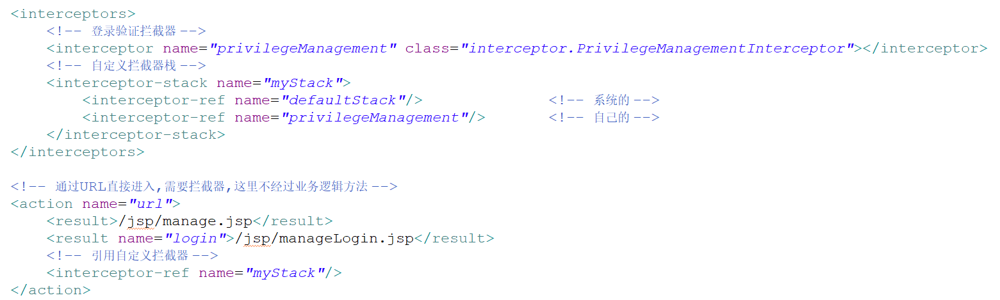 <interceptors>
<!-- 登录验证拦截器 -->
<interceptor name="privilegeManagement" class="interceptor.PrivilegeManagementInterceptor"></interceptor>
<!-- 自定义拦截器栈 -->
<interceptor-stack name="myStack">
<interceptor-ref name="defaultStack"/> <!-- 系统的 -->
<interceptor-ref name="privilegeManagement"/> <!-- 自己的 -->
</interceptor-stack>
</interceptors>
<!-- 通过URL直接进入,需要拦截器,这里不经过业务逻辑方法 -->
<action name="url">
<result>/jsp/manage.jsp</result>
<result name="login">/jsp/manageLogin.jsp</result>
<!-- 引用自定义拦截器 -->
<interceptor-ref name="myStack"/>
</action>